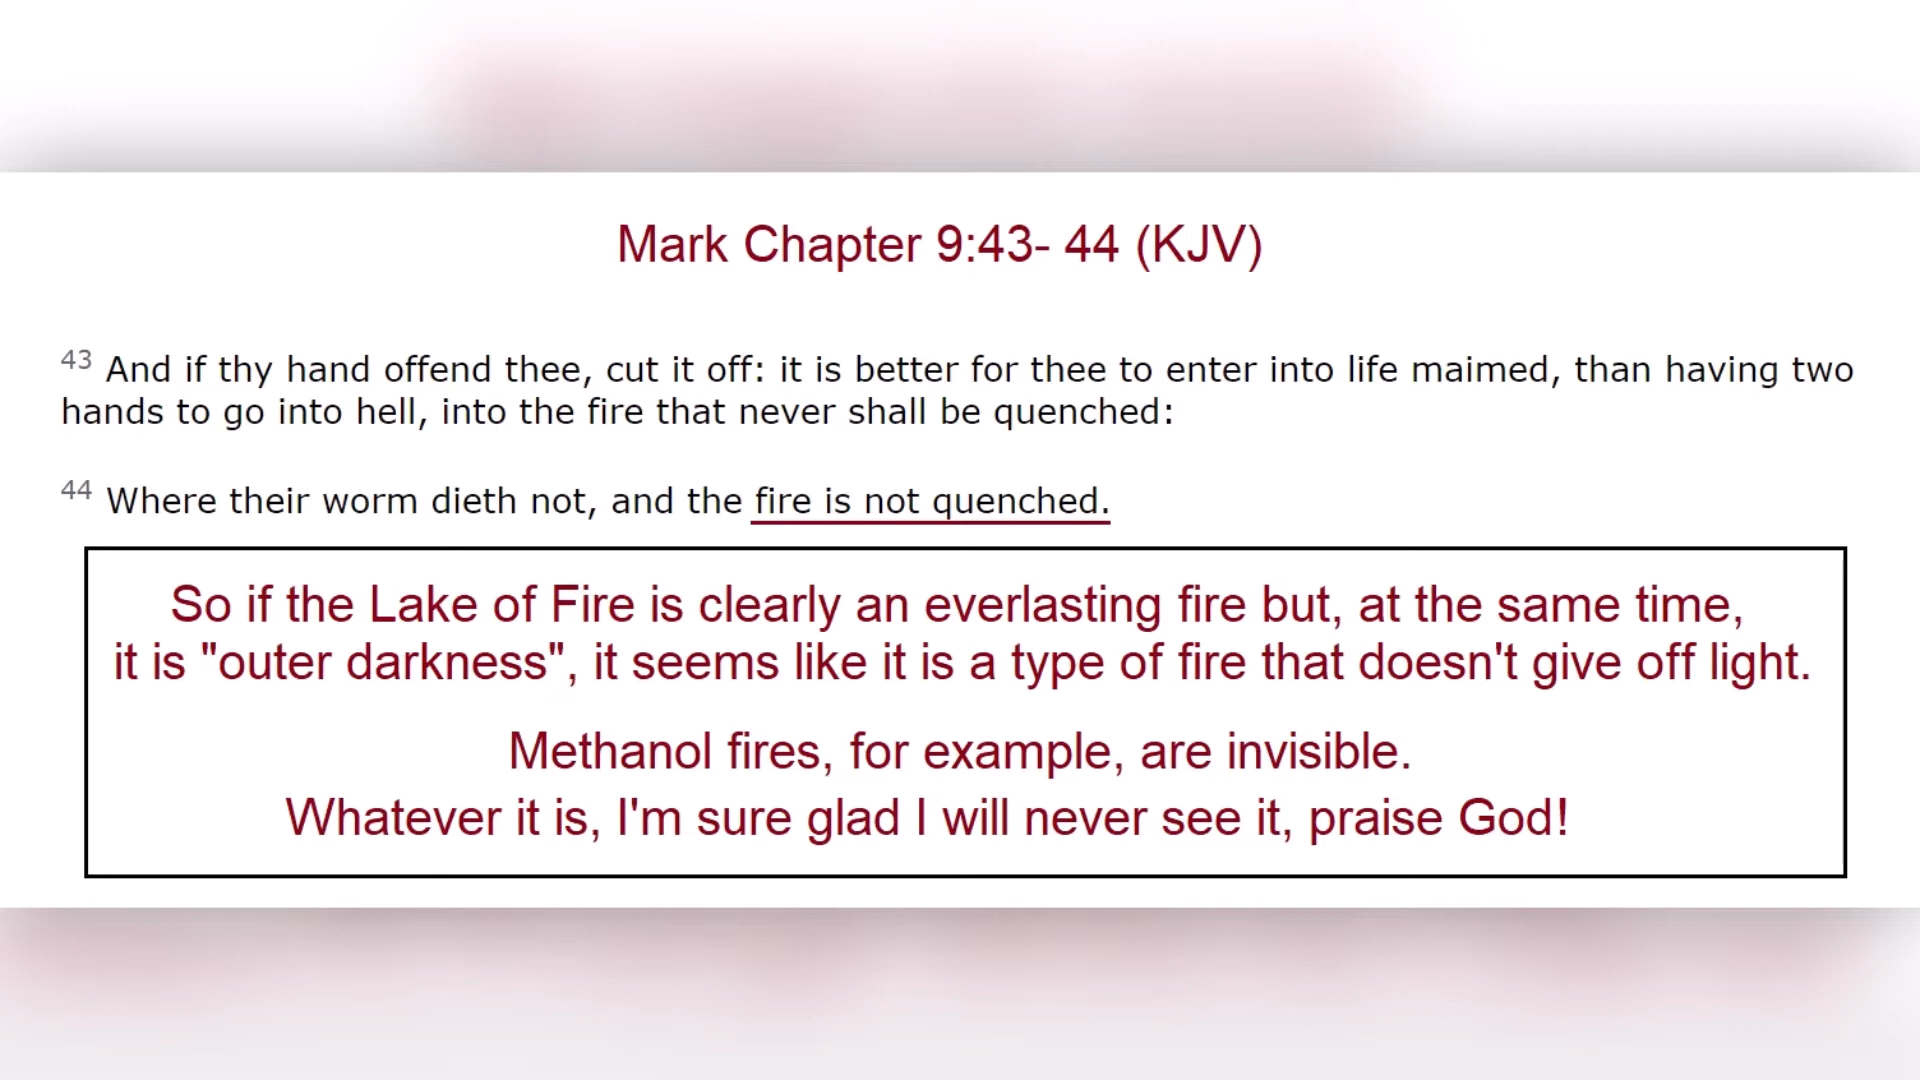 Mark Chapter 9:43- 44 (KJV)
43 And if thy hand offend thee, cut it off: it is better for thee to enter into life maimed, than having two
hands to go into hell, into the fire that never shall be quenched:
44 Where their worm dieth not, and the fire is not quenched.
So if the Lake of Fire is clearly an everlasting fire but, at the same time,
it is "outer darkness", it seems like it is a type of fire that doesn't give off light.
Methanol fires, for example, are invisible.
Whatever it is, I'm sure glad I will never see it, praise God!